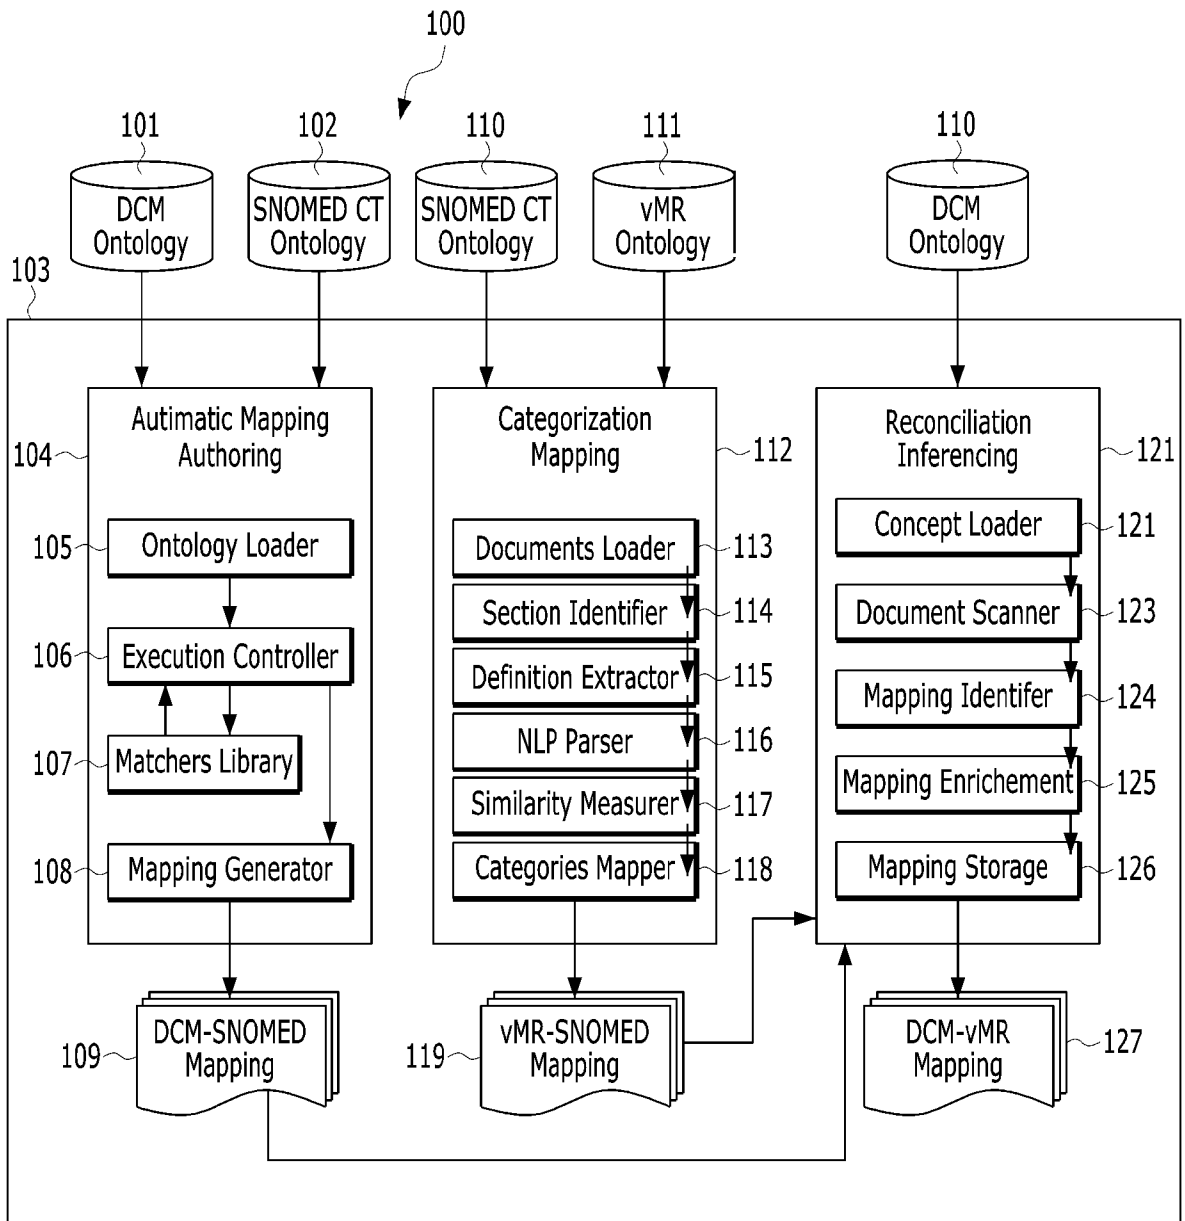 100
101
102
110
111
110
DCM
Ontology
SNOMED CT
Ontology
SNOMED CT
Ontology
vMR
Ontology
DCM
Ontology
103
Autimatic Mapping
Authoring
104
105
Ontology Loader
106
Execution Controller
107
Matchers Library
108
Mapping Generator
109
DCM-SNOMED
Mapping
Categorization
Mapping
112
Documents Loader
113
Section Identifier
114
Definition Extractor
115
NLP Parser
116
Similarity Measurer
117
Categories Mapper
118
119
vMR-SNOMED
Mapping
Reconciliation
Inferencing
121
Concept Loader
121
Document Scanner
123
Mapping Identifer
124
Mapping Enrichement
125
Mapping Storage
126
DCM-vMR
Mapping
127